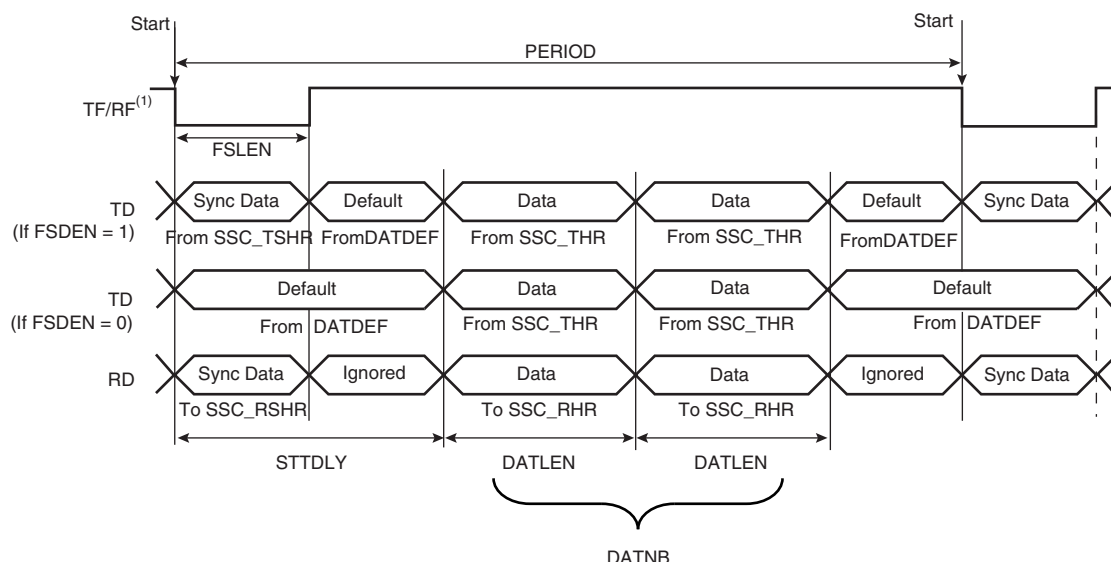 Start
Start
PERIOD
TF/RF(1)
FSLEN
TD
(If FSDEN = 1)
Sync Data
Default
Data
Data
Default
Sync Data
From SSC_TSHR
FromDATDEF
From SSC_THR
From SSC_THR
FromDATDEF
TD
(If FSDEN = 0)
Default
Data
Data
Default
From DATDEF
From SSC_THR
From SSC_THR
From DATDEF
RD
Sync Data
Ignored
Data
Data
Ignored
Sync Data
To SSC_RSHR
To SSC_RHR
To SSC_RHR
STTDLY
DATLEN
DATLEN
DATNB